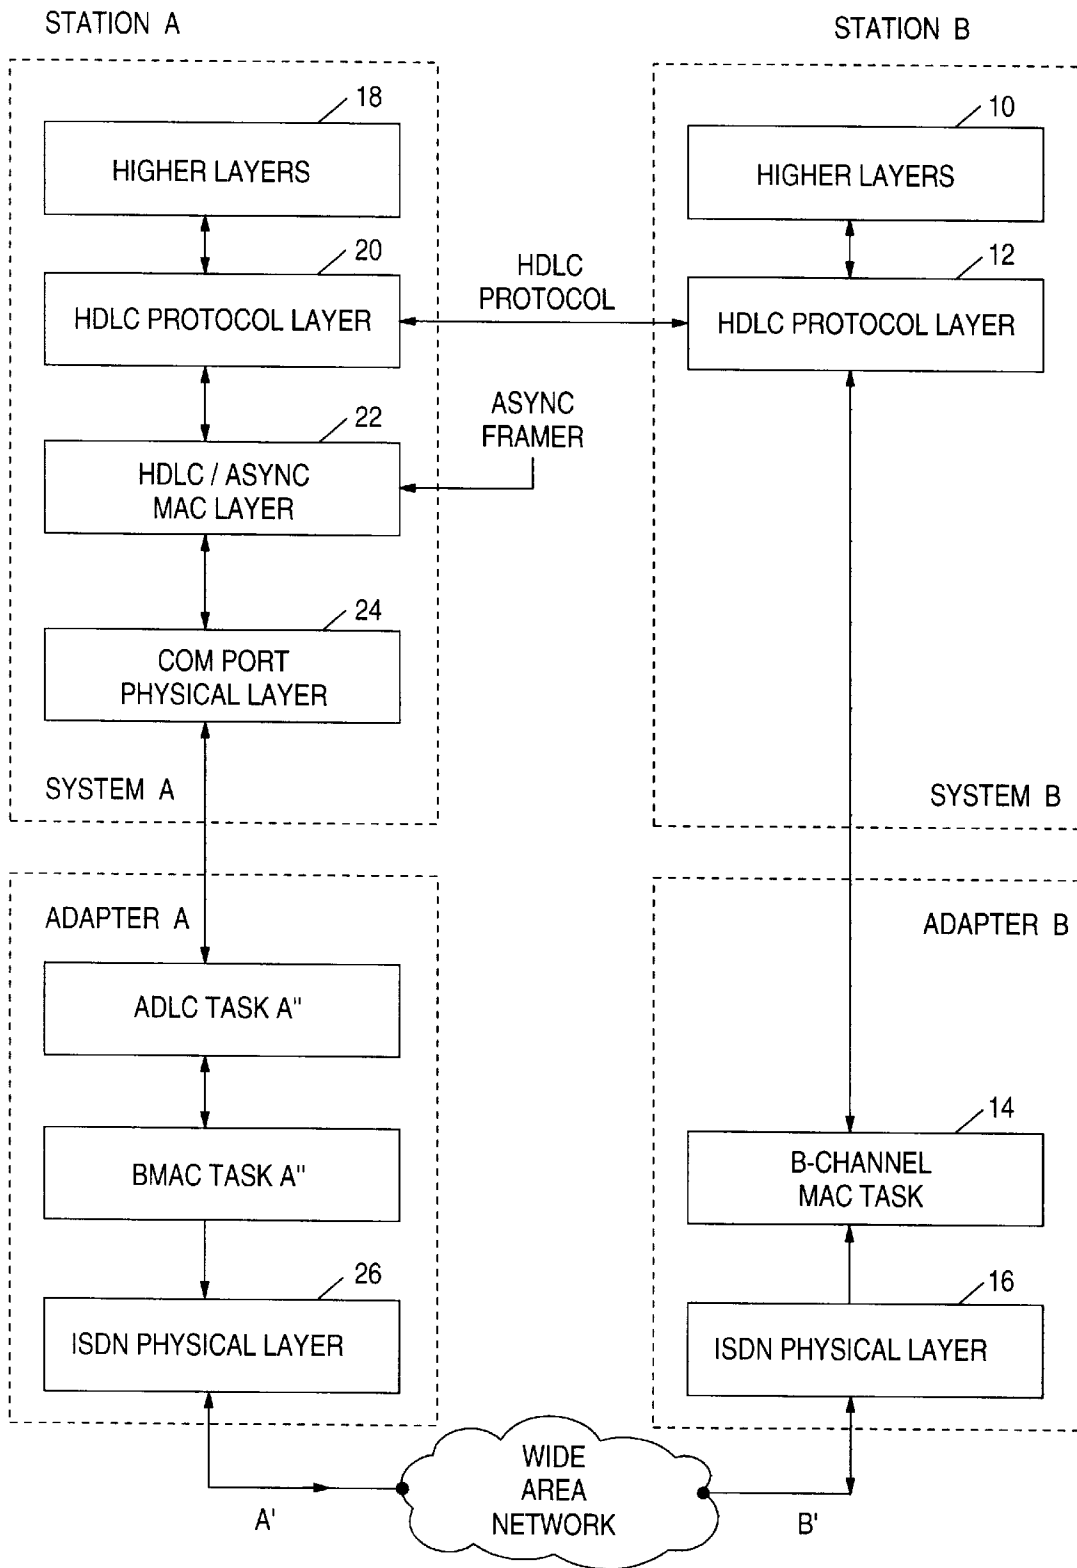 STATION A
STATION B
18
HIGHER LAYERS
10
HIGHER LAYERS
20
HDLC PROTOCOL LAYER
HDLC
PROTOCOL
12
HDLC PROTOCOL LAYER
22
HDLC / ASYNC
MAC LAYER
ASYNC
FRAMER
24
COM PORT
PHYSICAL LAYER
SYSTEM A
SYSTEM B
ADAPTER A
ADAPTER B
ADLC TASK A"
BMAC TASK A"
14
B-CHANNEL
MAC TASK
26
ISDN PHYSICAL LAYER
16
ISDN PHYSICAL LAYER
WIDE
AREA
NETWORK
A'
B'